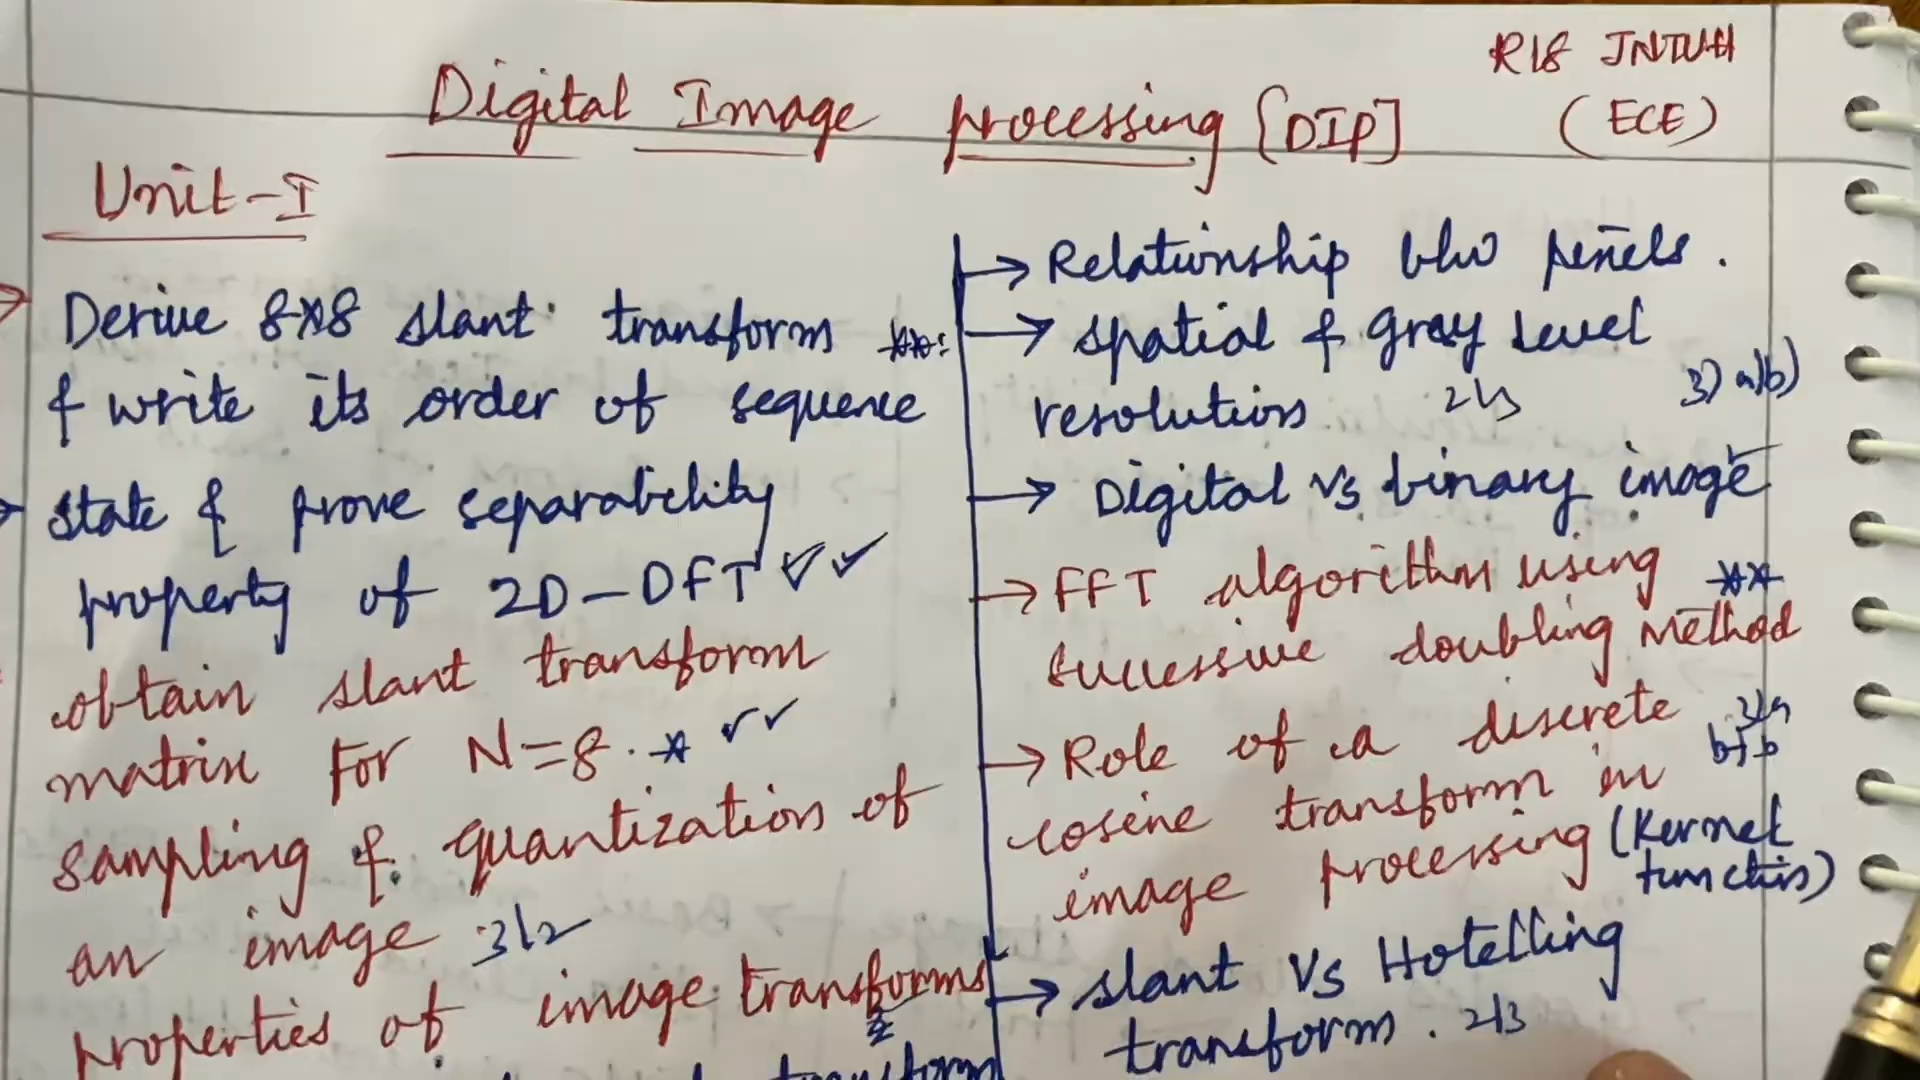 R18 JNTUH
(ECE)
Digital Image processing [DIP]
Unit-I
Derive 8*8 slant transform **
& write its order of sequence
state & prove separability
property of 2D-DFT
obtain slant transform
matrix for N=8. *
sampling & quantization of
an image 3|2
properties of image transforms
transform
→ Relationship b/w pixels.
→ spatial & gray level
resolution 2|3 3) a|b)
→ Digital vs binary image
→ FFT algorithm using **
successive doubling method
→ Role of a discrete
cosine transform in
image processing (Kernel
functions)
→ slant Vs Hotelling
transform. 2|3